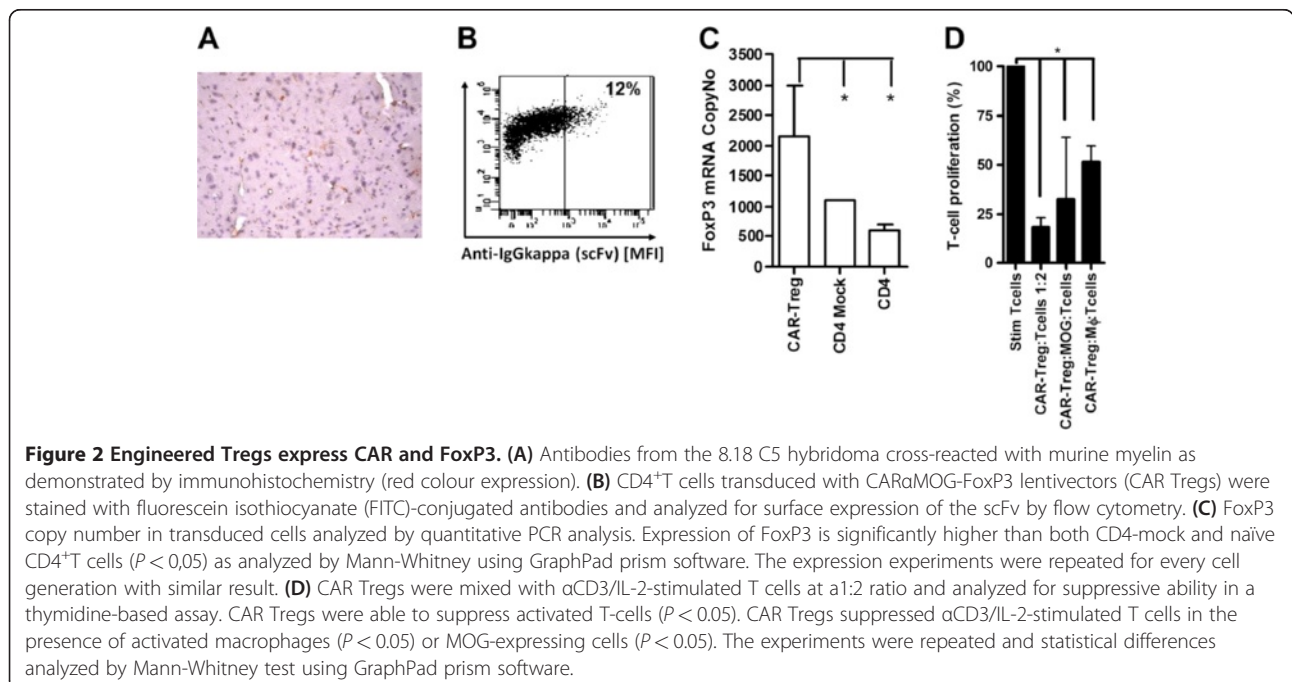 A
B
12%
10⁵
10⁴
10³
10²
0
0 10² 10³ 10⁴ 10⁵
Anti-IgGkappa (scFv) [MFI]
C
FoxP3 mRNA CopyNo
3500
3000
2500
2000
1500
1000
500
0
* *
CAR-Treg
CD4 Mock
CD4
D
T-cell proliferation (%)
100
75
50
25
0
*
Stim Tcells
CAR-Treg:Tcells 1:2
CAR-Treg:MOG:Tcells
CAR-Treg:Mϕ:Tcells
Figure 2 Engineered Tregs express CAR and FoxP3. (A) Antibodies from the 8.18 C5 hybridoma cross-reacted with murine myelin as
demonstrated by immunohistochemistry (red colour expression). (B) CD4⁺T cells transduced with CARαMOG-FoxP3 lentivectors (CAR Tregs) were
stained with fluorescein isothiocyanate (FITC)-conjugated antibodies and analyzed for surface expression of the scFv by flow cytometry. (C) FoxP3
copy number in transduced cells analyzed by quantitative PCR analysis. Expression of FoxP3 is significantly higher than both CD4-mock and naïve
CD4⁺T cells (P < 0,05) as analyzed by Mann-Whitney using GraphPad prism software. The expression experiments were repeated for every cell
generation with similar result. (D) CAR Tregs were mixed with αCD3/IL-2-stimulated T cells at a1:2 ratio and analyzed for suppressive ability in a
thymidine-based assay. CAR Tregs were able to suppress activated T-cells (P < 0.05). CAR Tregs suppressed αCD3/IL-2-stimulated T cells in the
presence of activated macrophages (P < 0.05) or MOG-expressing cells (P < 0.05). The experiments were repeated and statistical differences
analyzed by Mann-Whitney test using GraphPad prism software.